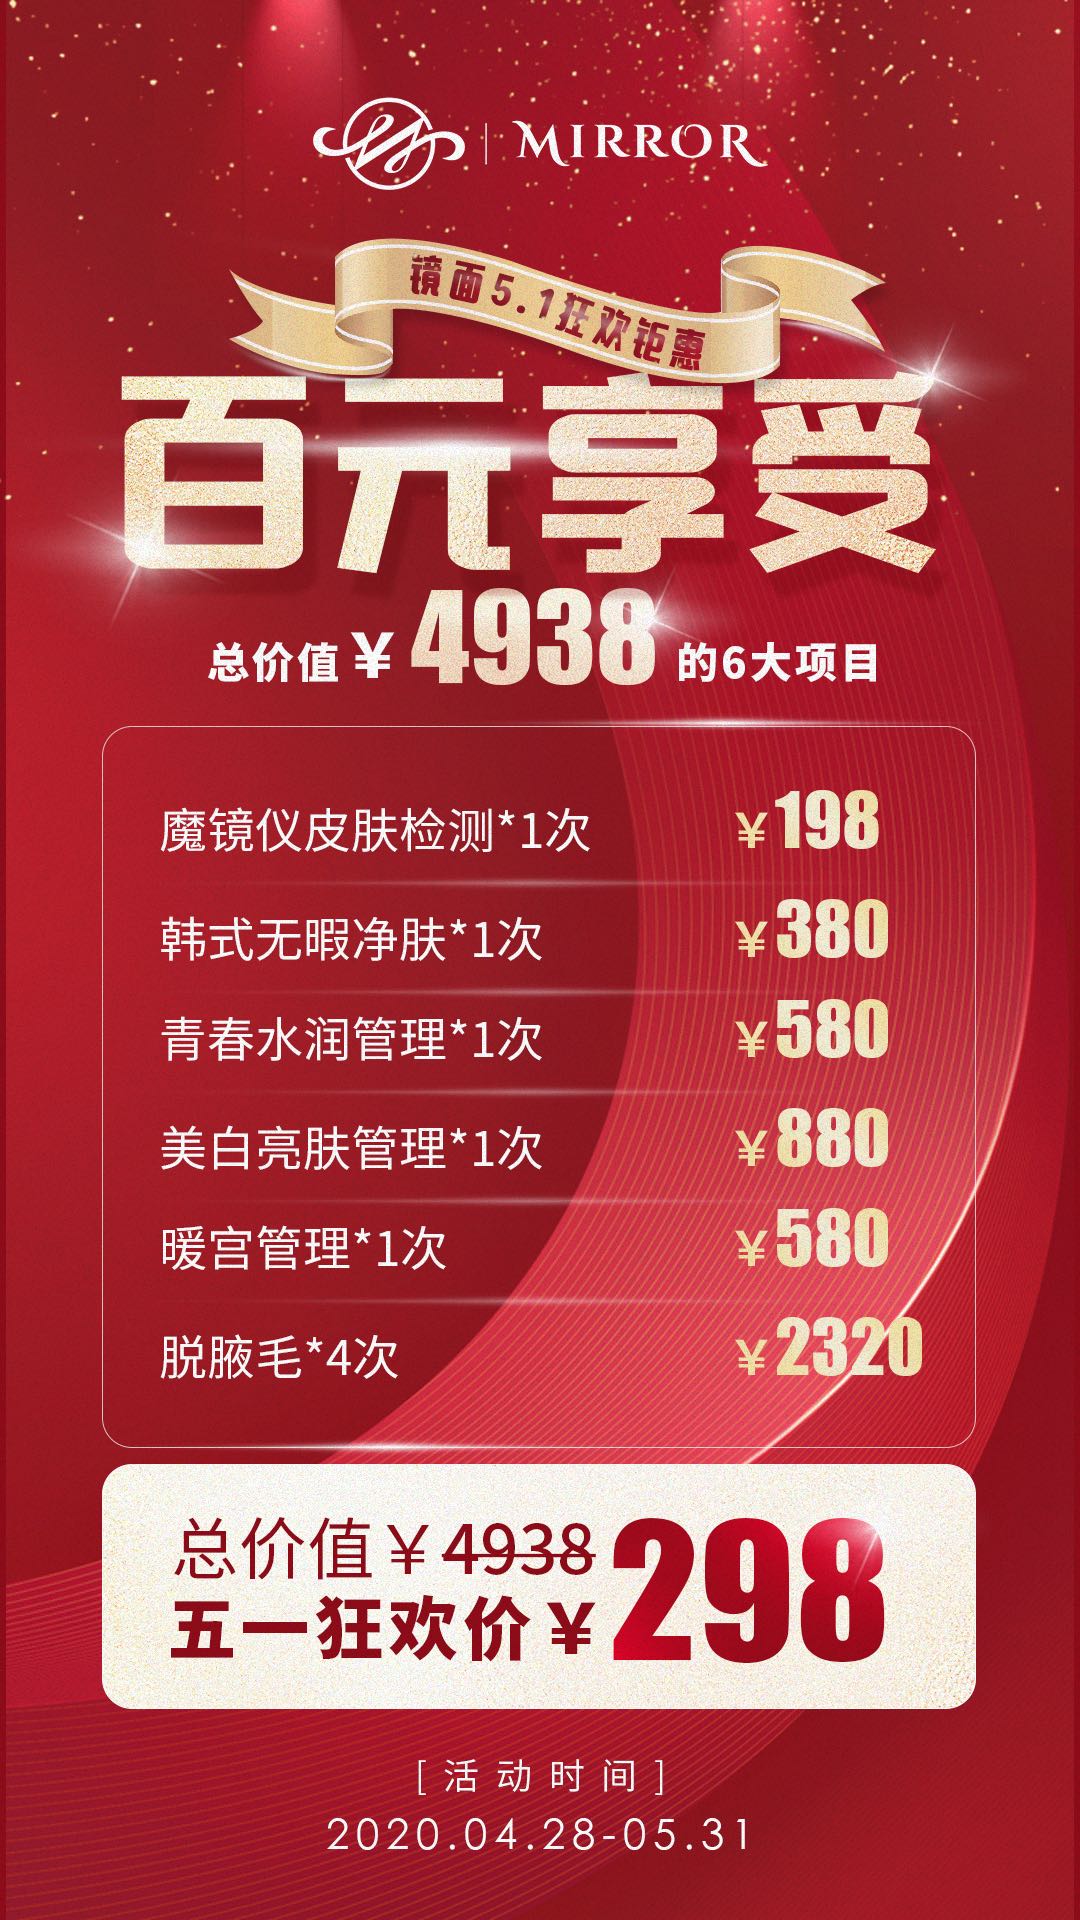 MIRROR
镜面5.1狂欢钜惠
百元享受
总价值¥4938的6大项目
魔镜仪皮肤检测*1次 ¥198
韩式无暇净肤*1次 ¥380
青春水润管理*1次 ¥580
美白亮肤管理*1次 ¥880
暖宫管理*1次 ¥580
脱腋毛*4次 ¥2320
总价值¥4938
五一狂欢价¥298
[活动时间]
2020.04.28-05.31